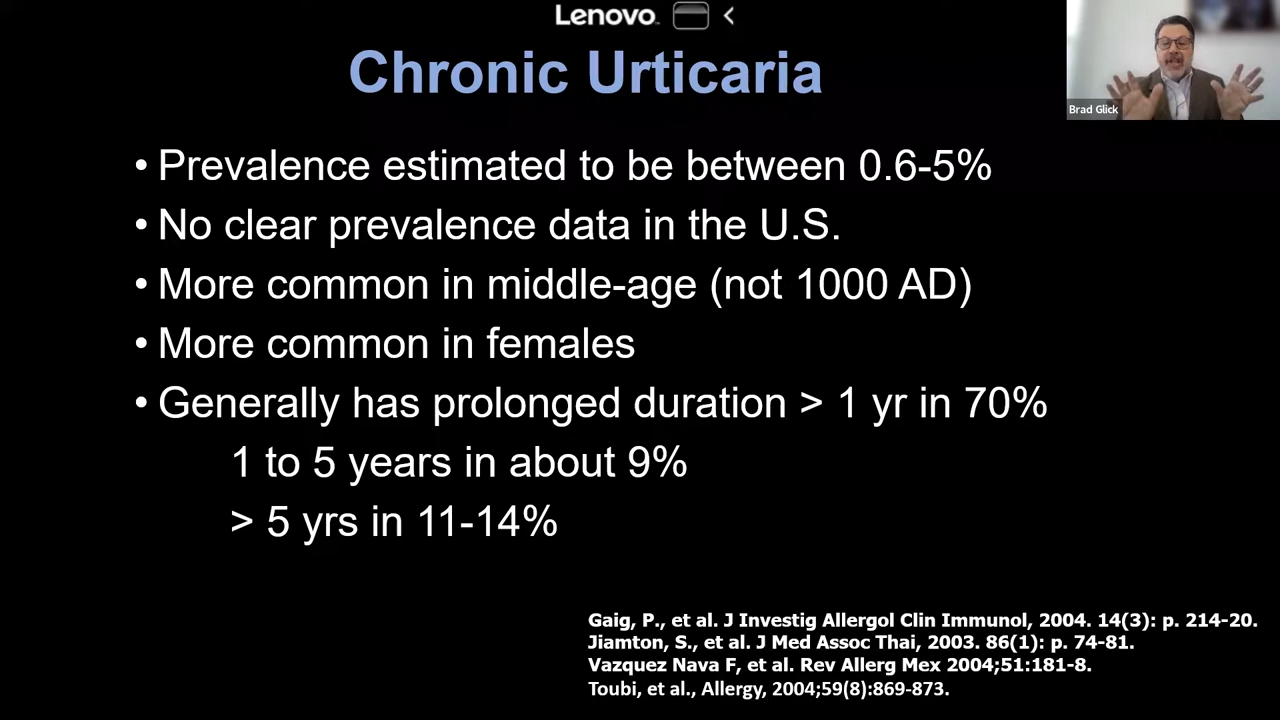 Lenovo
Brad Glick
Chronic Urticaria
• Prevalence estimated to be between 0.6-5%
• No clear prevalence data in the U.S.
• More common in middle-age (not 1000 AD)
• More common in females
• Generally has prolonged duration > 1 yr in 70%
1 to 5 years in about 9%
> 5 yrs in 11-14%
Gaig, P., et al. J Investig Allergol Clin Immunol, 2004. 14(3): p. 214-20.
Jiamton, S., et al. J Med Assoc Thai, 2003. 86(1): p. 74-81.
Vazquez Nava F, et al. Rev Allerg Mex 2004;51:181-8.
Toubi, et al., Allergy, 2004;59(8):869-873.